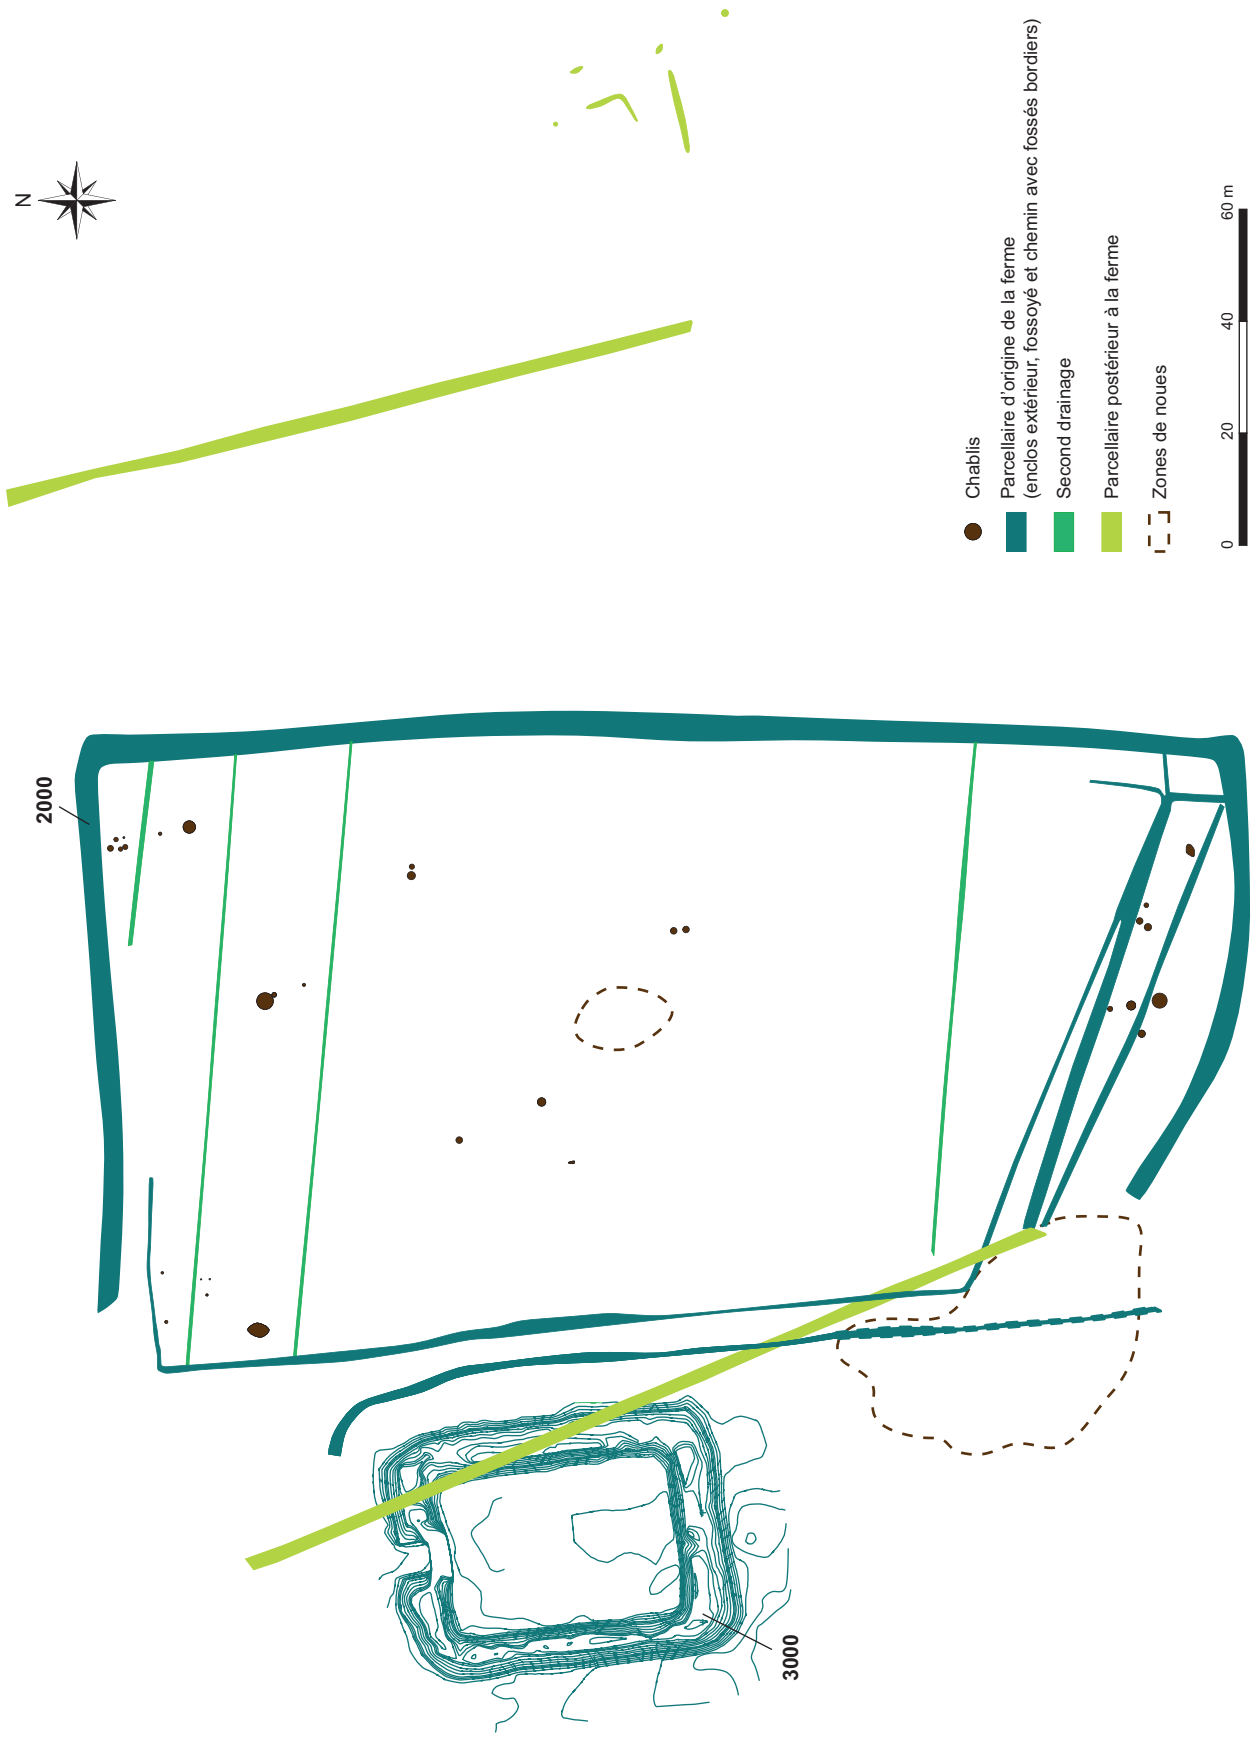 N
2000
3000
Chablis
Parcellaire d'origine de la ferme
(enclos extérieur, fossoyé et chemin avec fossés bordiers)
Second drainage
Parcellaire postérieur à la ferme
Zones de noues
0 20 40 60 m